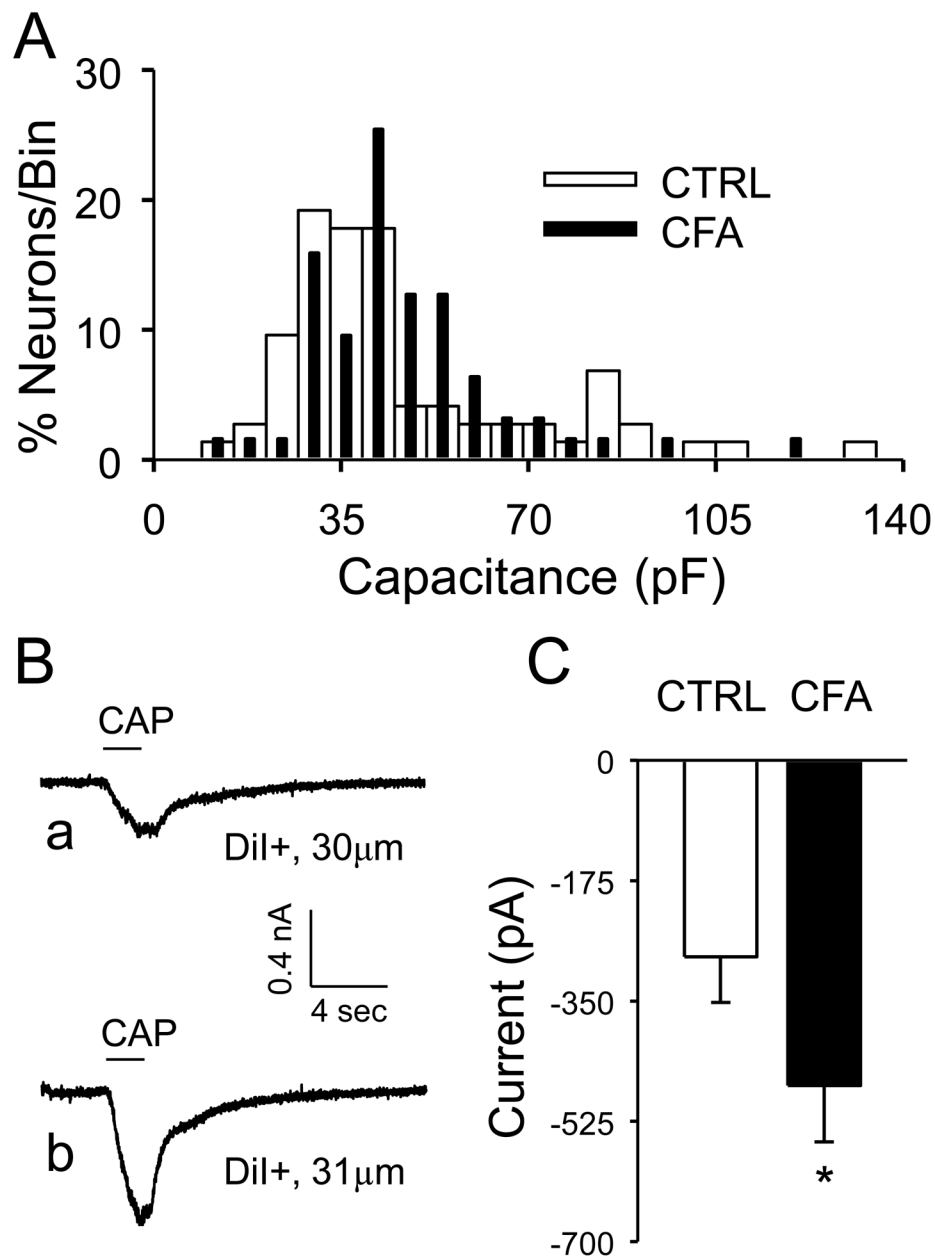 A
30
20
10
0
% Neurons/Bin
CTRL
CFA
0 35 70 105 140
Capacitance (pF)
B
CAP
a
DiI+, 30μm
0.4 nA
4 sec
CAP
b
DiI+, 31μm
C
CTRL CFA
0
-175
-350
-525
-700
Current (pA)
*